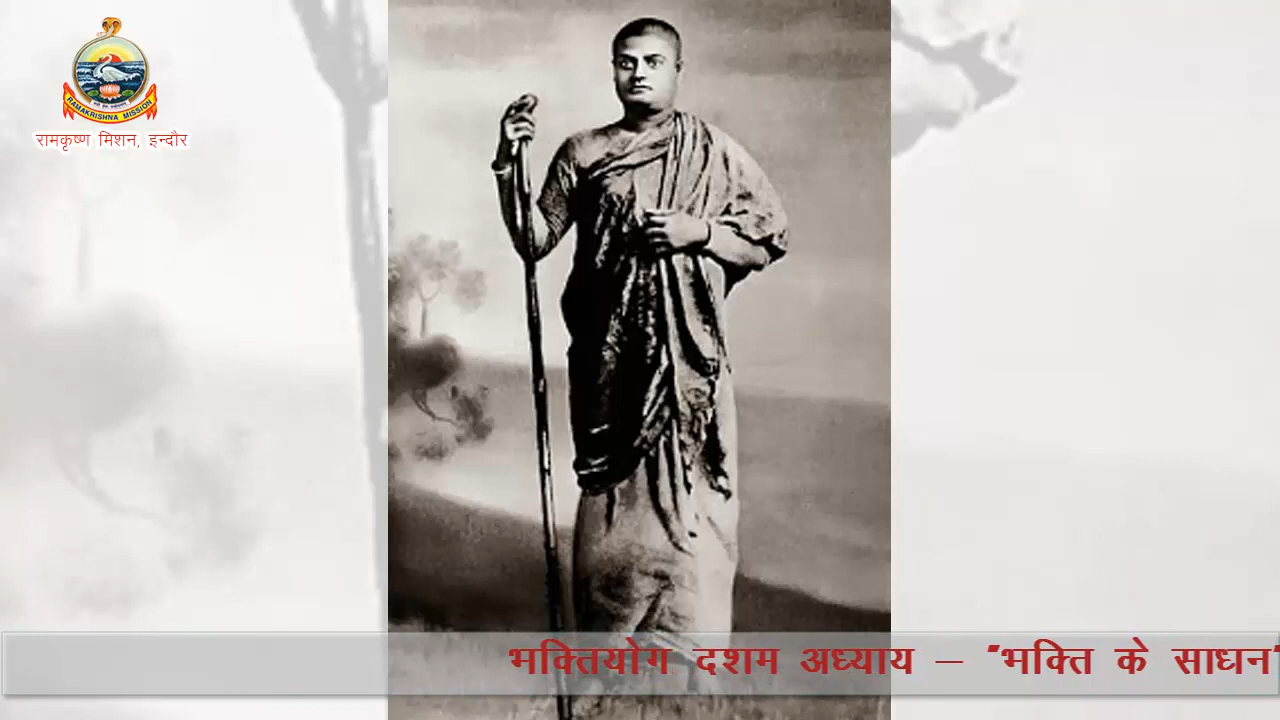 RAMAKRISHNA MISSION
रामकृष्ण मिशन, इन्दौर
भक्तियोग दशम अध्याय – "भक्ति के साधन"